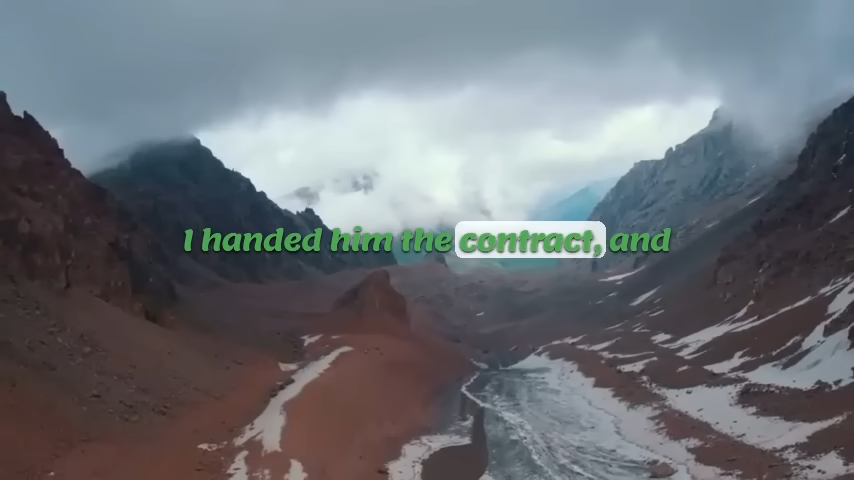 I handed him the contract, and